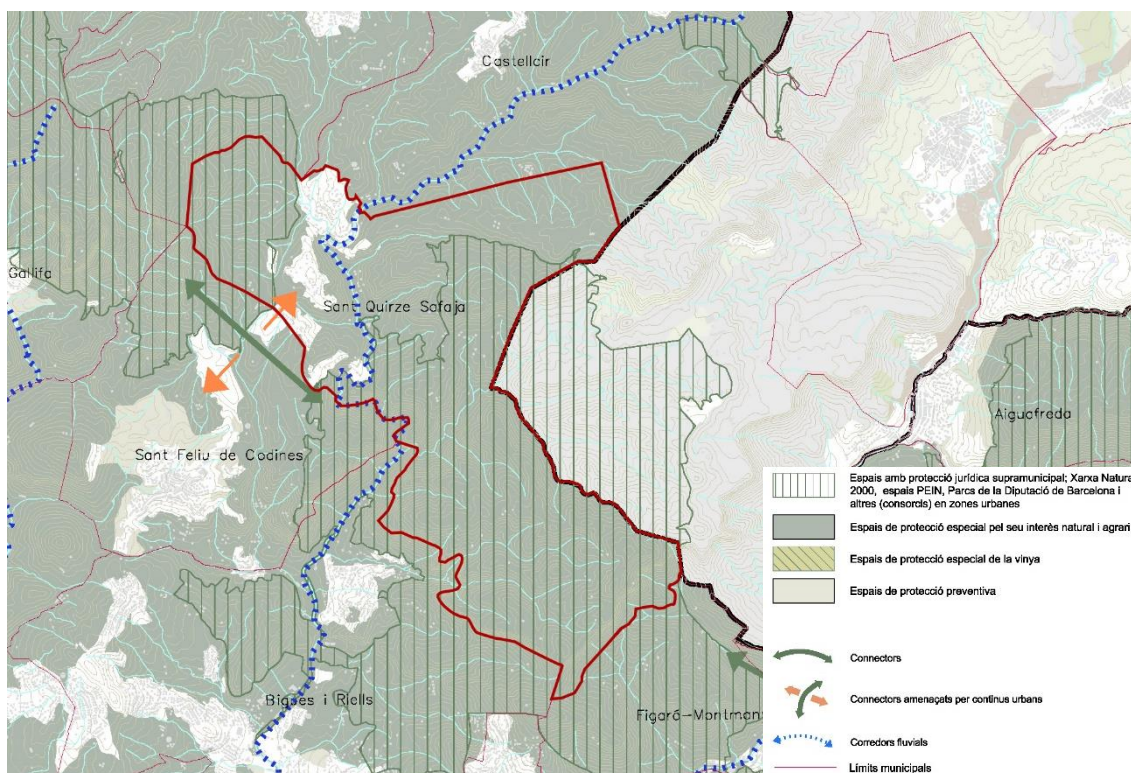 Castellcir
Gallifa
Sant Quirze Safaja
Aiguafreda
Sant Feliu de Codines
Bigues i Riells
Figaró-Montman
Espais amb protecció jurídica supramunicipal; Xarxa Natura
2000, espais PEIN, Parcs de la Diputació de Barcelona i
altres (consorcis) en zones urbanes
Espais de protecció especial pel seu interès natural i agrari
Espais de protecció especial de la vinya
Espais de protecció preventiva
Connectors
Connectors amenaçats per continus urbans
Corredors fluvials
Límits municipals